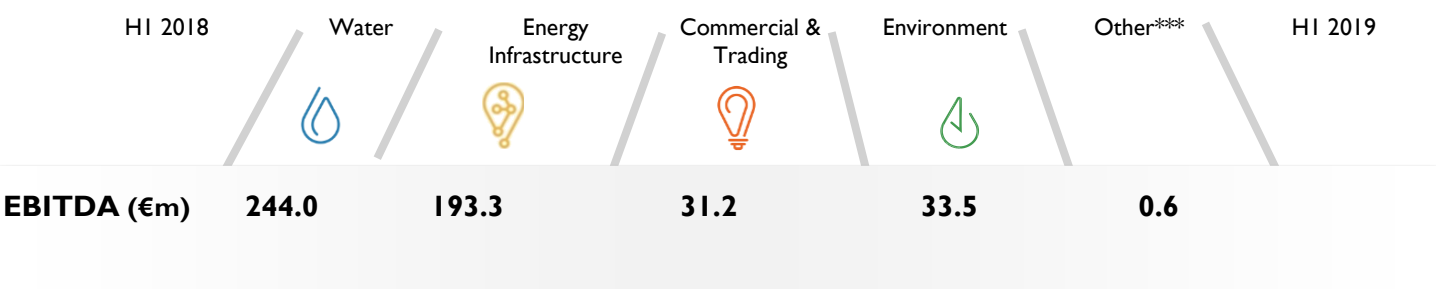 H1 2018 Water Energy Commercial & Environment Other*** H1 2019
Infrastructure Trading
EBITDA (€m) 244.0 193.3 31.2 33.5 0.6